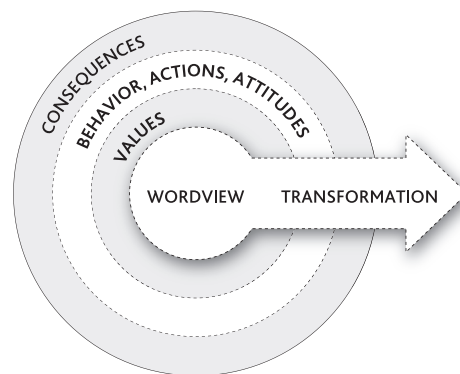 CONSEQUENCES
BEHAVIOR, ACTIONS, ATTITUDES
VALUES
WORDVIEW TRANSFORMATION